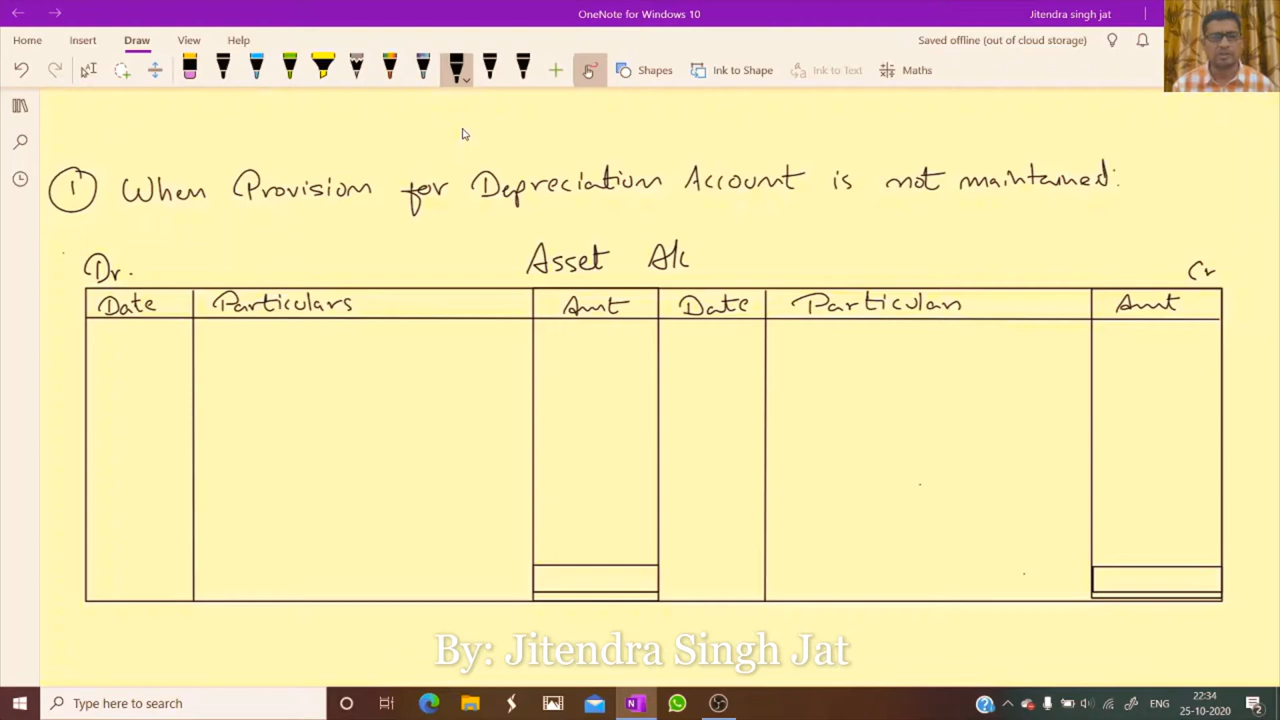 OneNote for Windows 10
Jitendra singh jat
Home Insert Draw View Help
Saved offline (out of cloud storage)
Shapes Ink to Shape Ink to Text Maths
1 When Provision for Depreciation Account is not maintained:
Dr. Asset A/c Cr
Date Particulars Amt Date Particulars Amt
By: Jitendra Singh Jat
Type here to search
ENG
22:34
25-10-2020
2